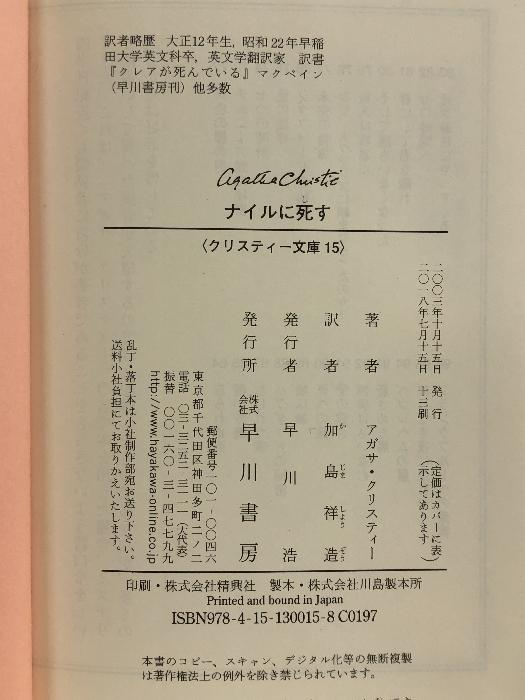 訳者略歴　大正12年生，昭和22年早稲
田大学英文科卒，英文学翻訳家　訳書
『クレアが死んでいる』マクベイン
（早川書房刊）他多数
Agatha Christie
ナイルに死す
〈クリスティー文庫 15〉
二〇〇三年十月十五日　発行
二〇一八年七月十五日　十三刷
（定価はカバーに表示してあります）
著者　アガサ・クリスティー
訳者　加島祥造
発行者　早川　浩
発行所　株式会社　早川書房
郵便番号　一〇一-〇〇四六
東京都千代田区神田多町二ノ二
電話　〇三-三二五二-三一一一（大代表）
振替　〇〇一六〇-三-四七七九九
http://www.hayakawa-online.co.jp
乱丁・落丁本は小社制作部宛お送り下さい。
送料小社負担にてお取りかえいたします。
印刷・株式会社精興社　製本・株式会社川島製本所
Printed and bound in Japan
ISBN978-4-15-130015-8 C0197
本書のコピー、スキャン、デジタル化等の無断複製
は著作権法上の例外を除き禁じられています。